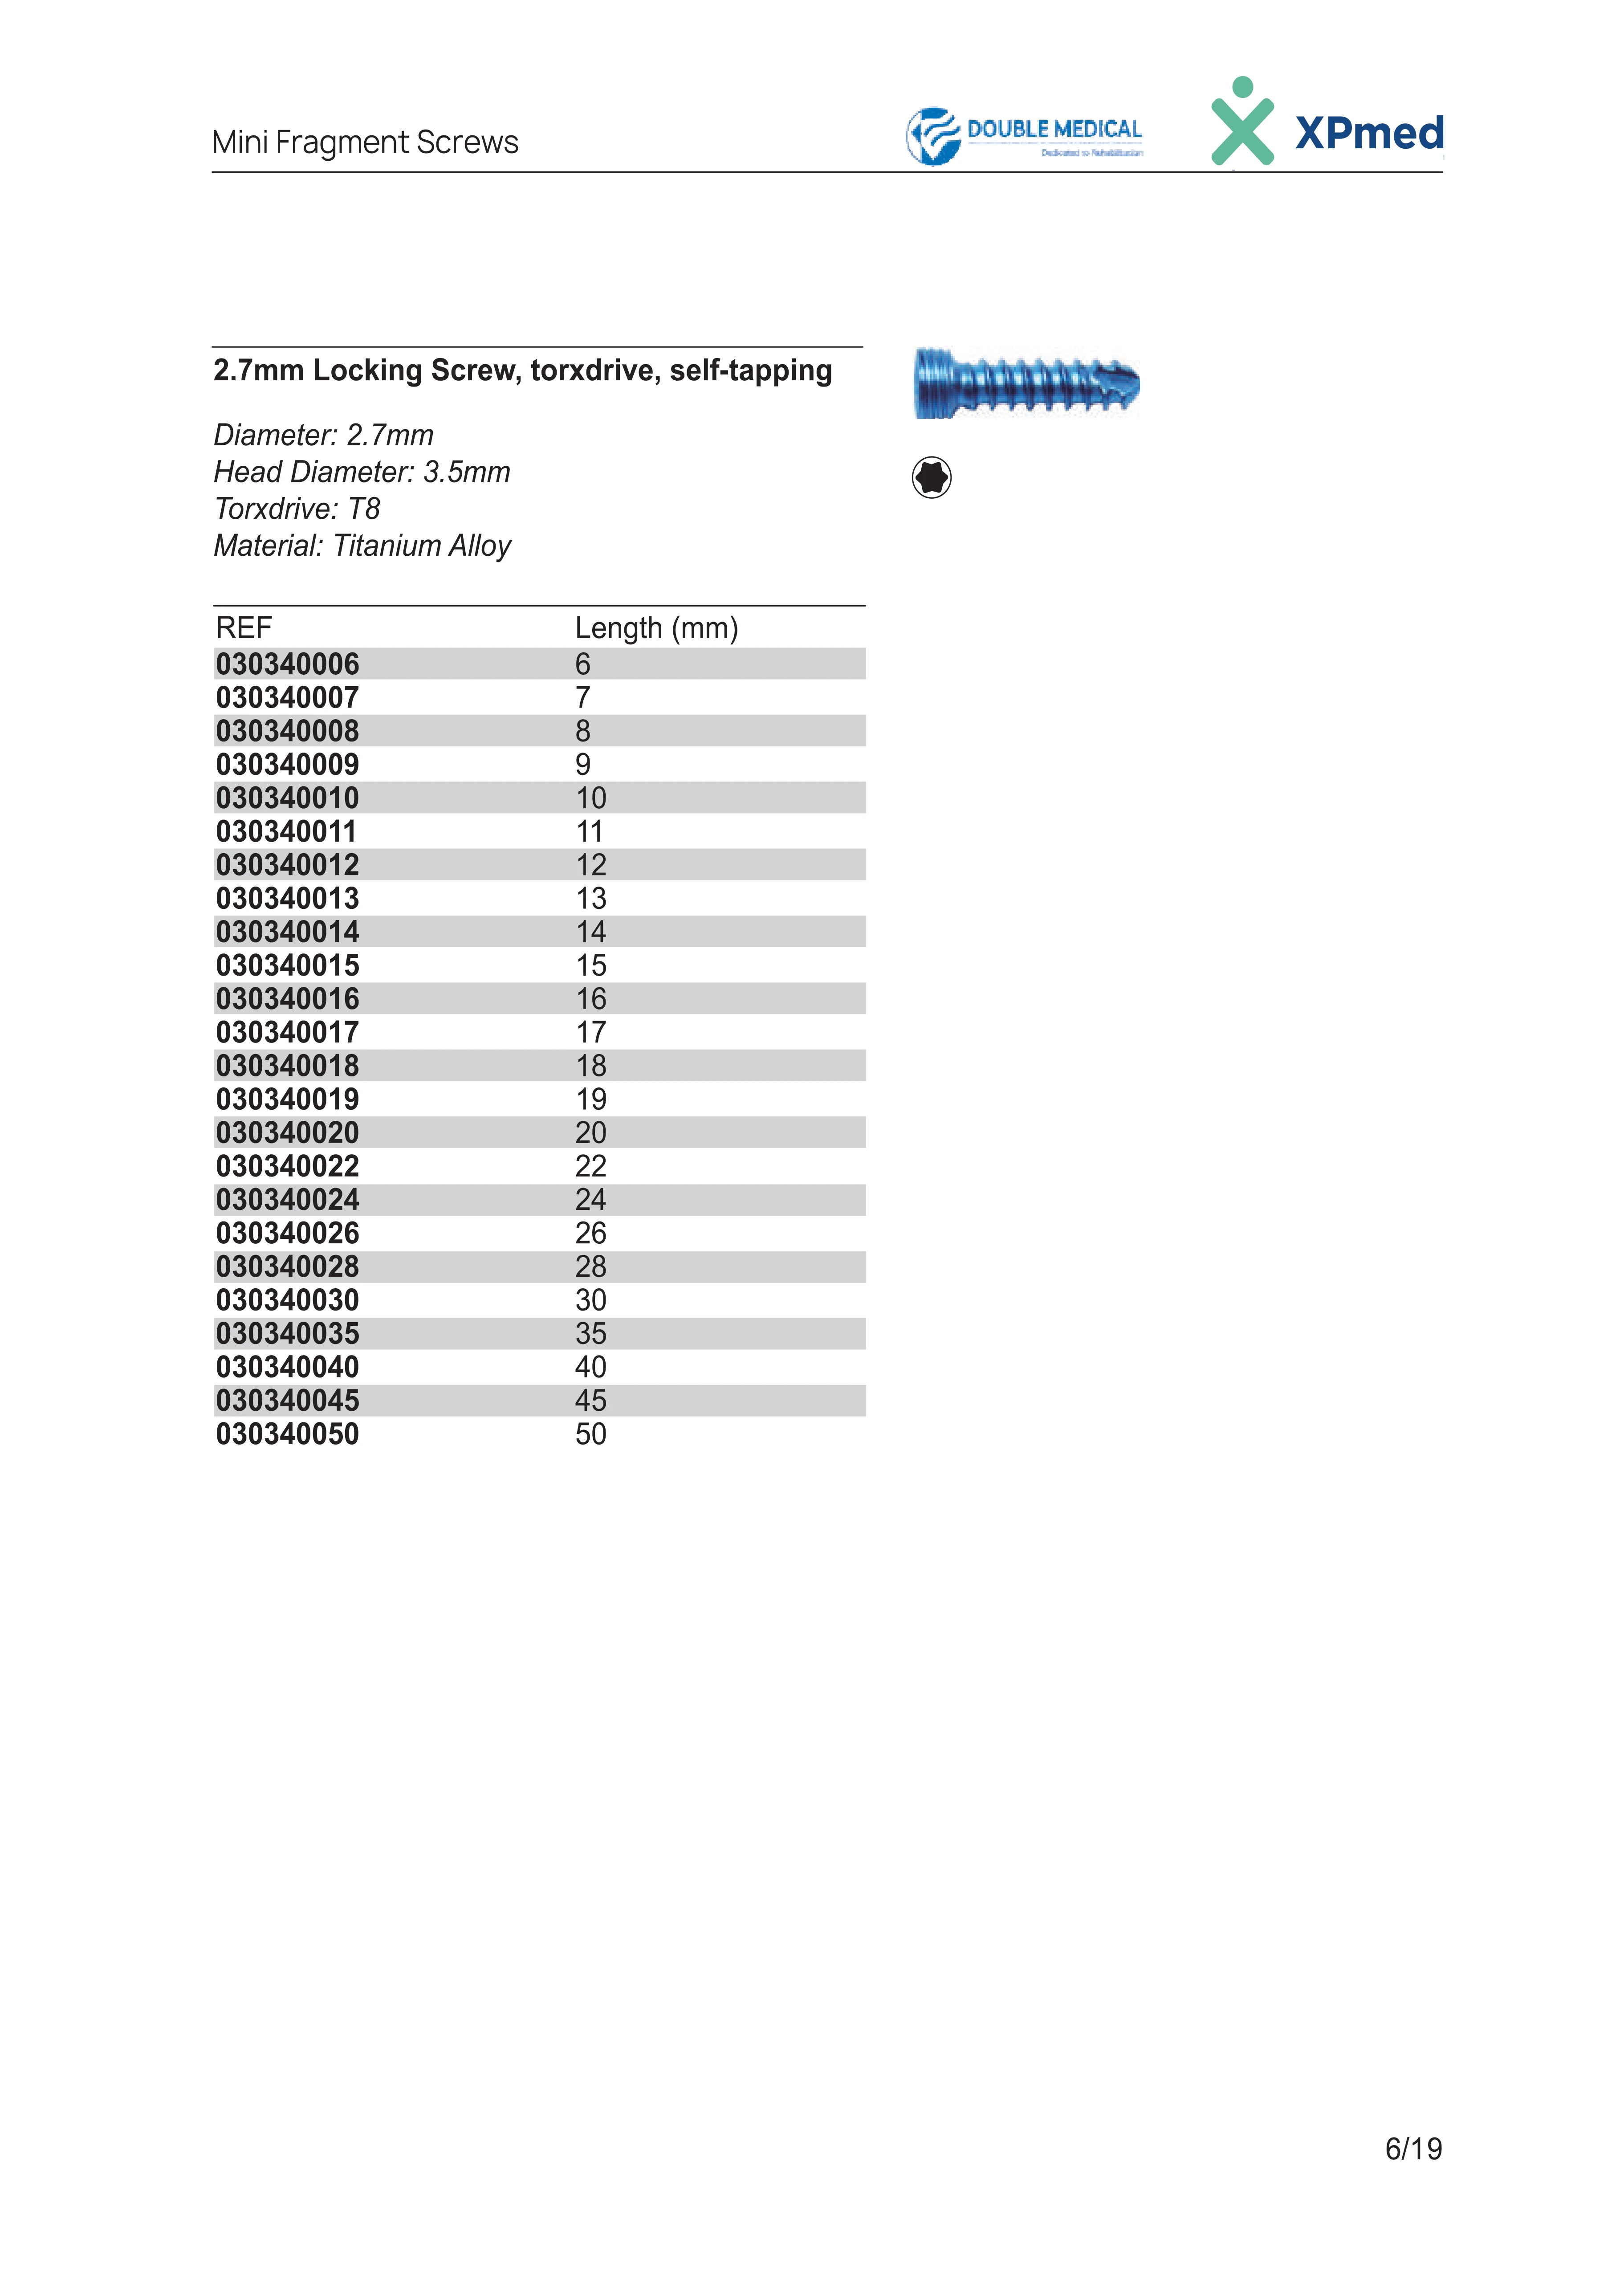 Mini Fragment Screws
DOUBLE MEDICAL
Dedicated to Rehabilitation
XPmed
2.7mm Locking Screw, torxdrive, self-tapping
Diameter: 2.7mm
Head Diameter: 3.5mm
Torxdrive: T8
Material: Titanium Alloy
REF Length (mm)
030340006 6
030340007 7
030340008 8
030340009 9
030340010 10
030340011 11
030340012 12
030340013 13
030340014 14
030340015 15
030340016 16
030340017 17
030340018 18
030340019 19
030340020 20
030340022 22
030340024 24
030340026 26
030340028 28
030340030 30
030340035 35
030340040 40
030340045 45
030340050 50
6/19